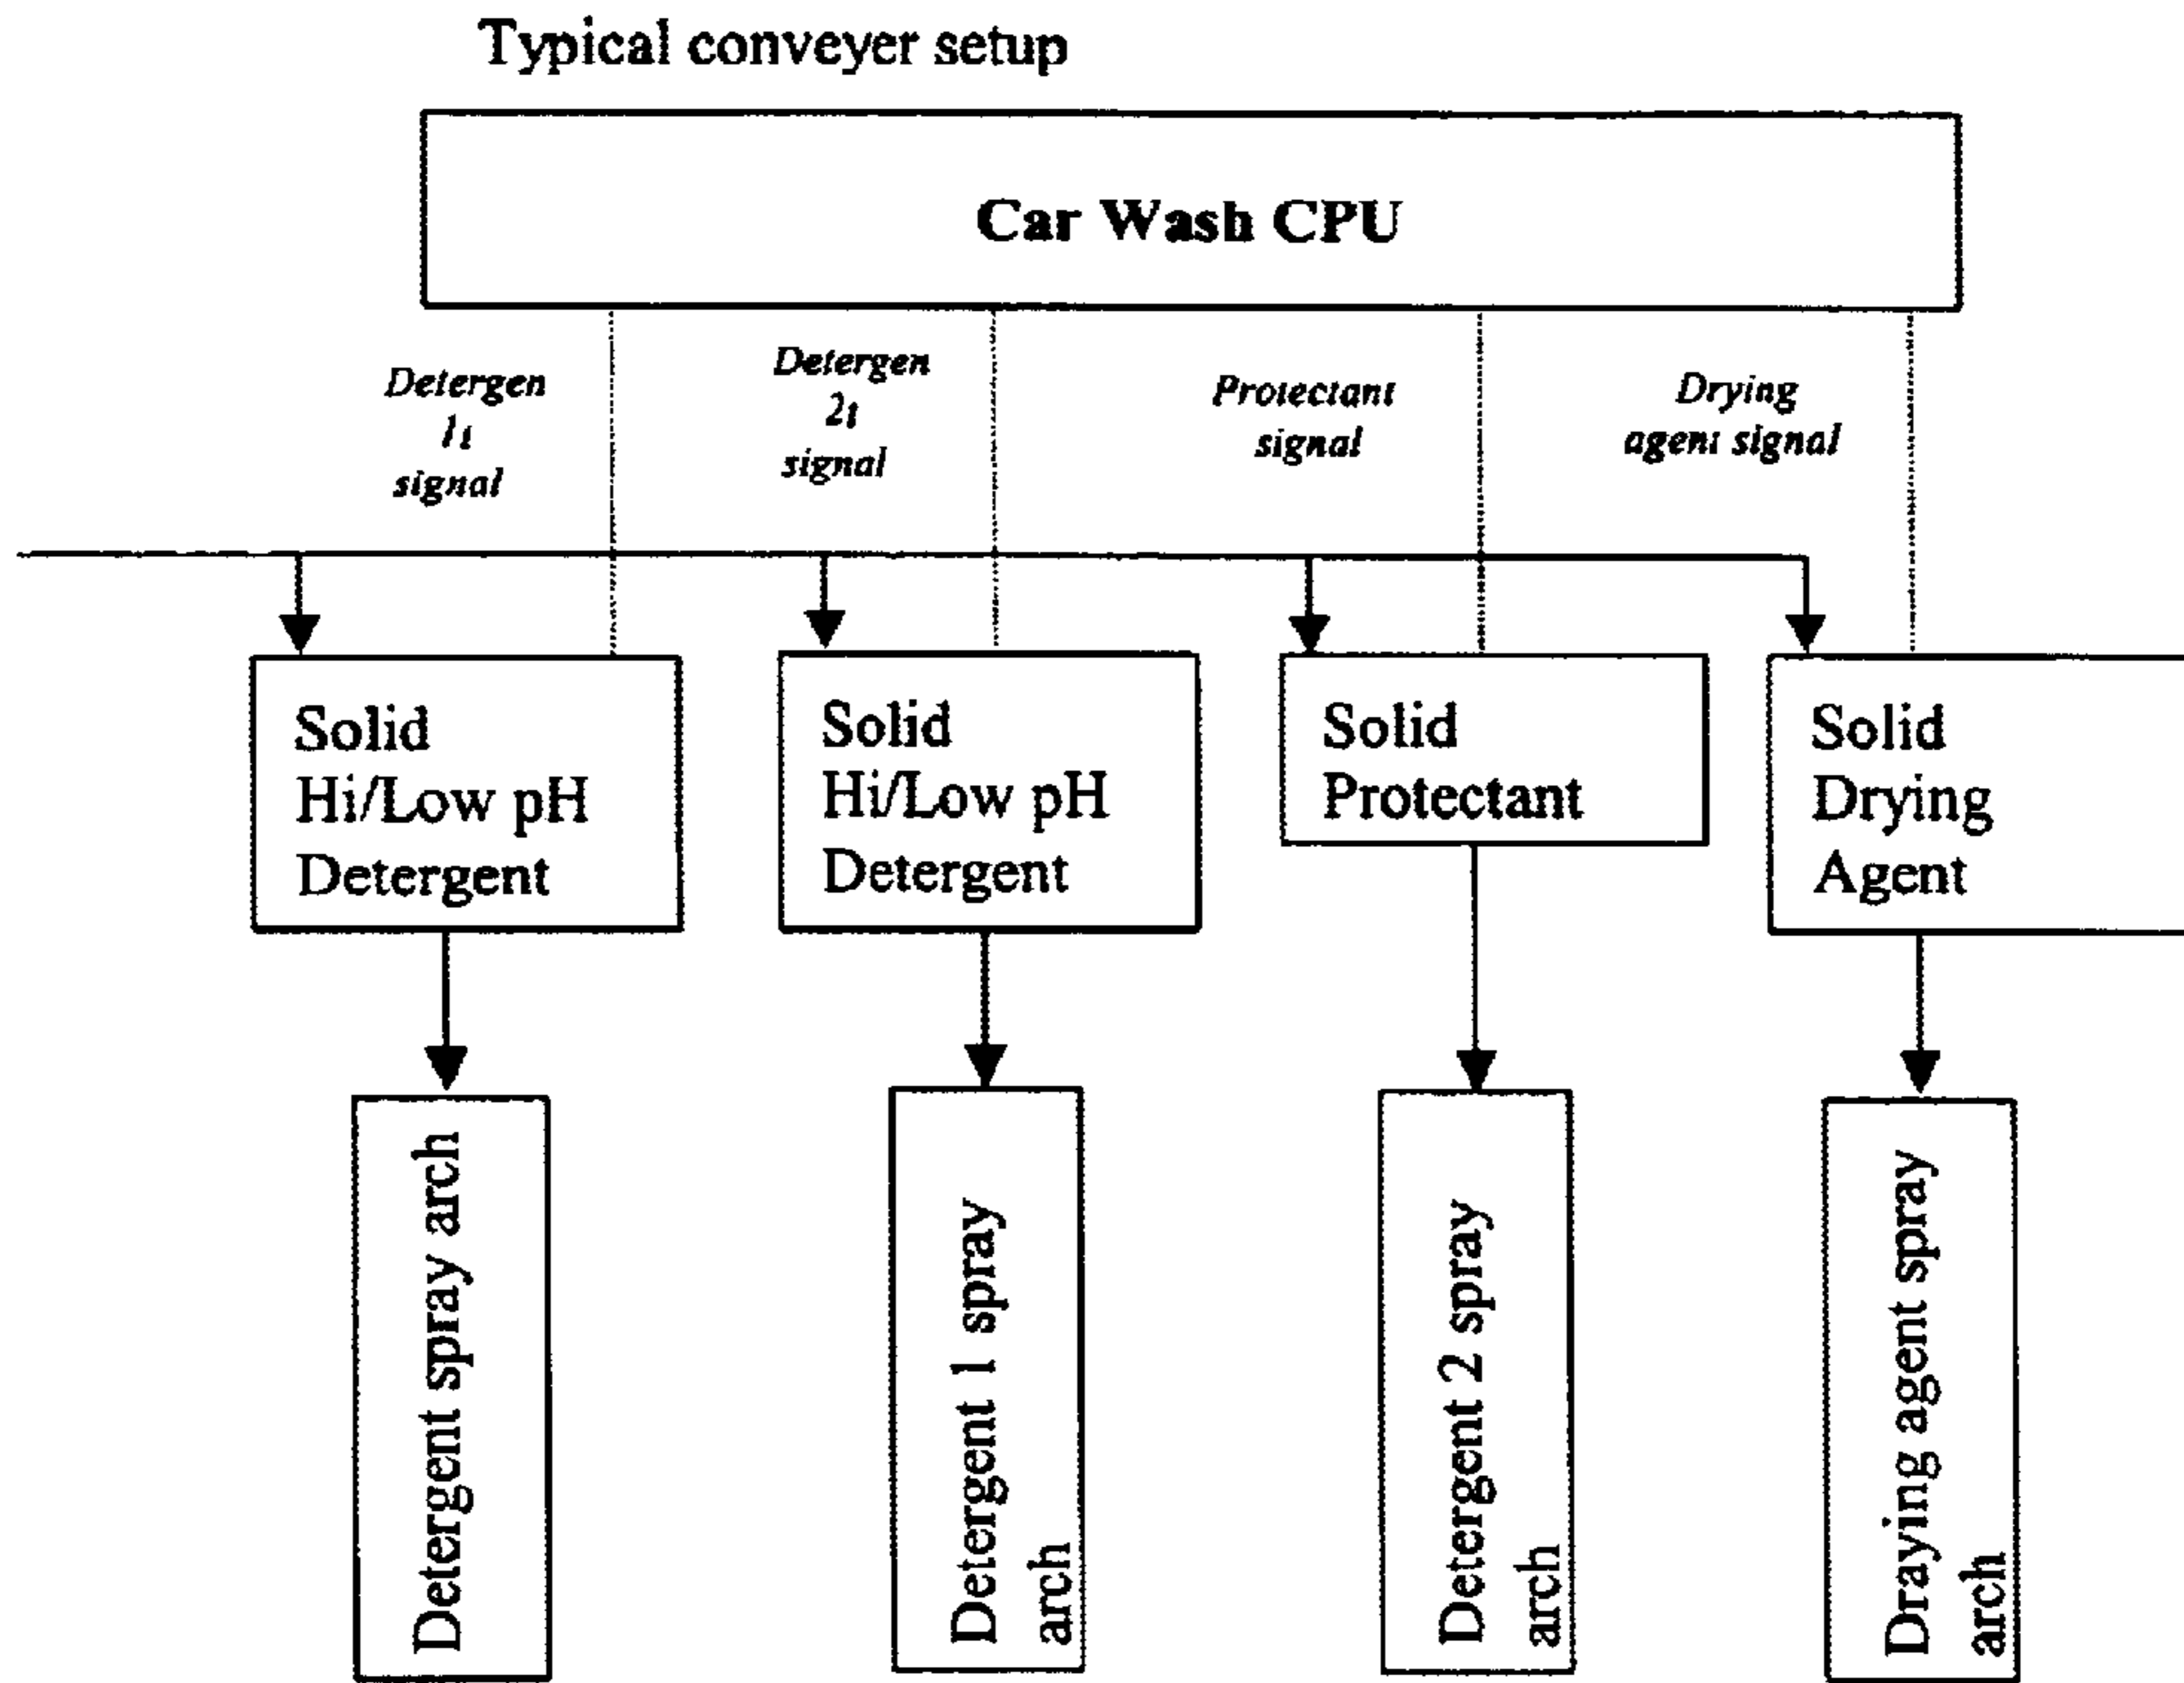 Typical conveyer setup
Car Wash CPU
Detergen
1t
signal
Detergen
2t
signal
Protectant
signal
Drying
agent signal
Solid
Hi/Low pH
Detergent
Solid
Hi/Low pH
Detergent
Solid
Protectant
Solid
Drying
Agent
Detergent spray arch
Detergent 1 spray
arch
Detergent 2 spray
arch
Draying agent spray
arch